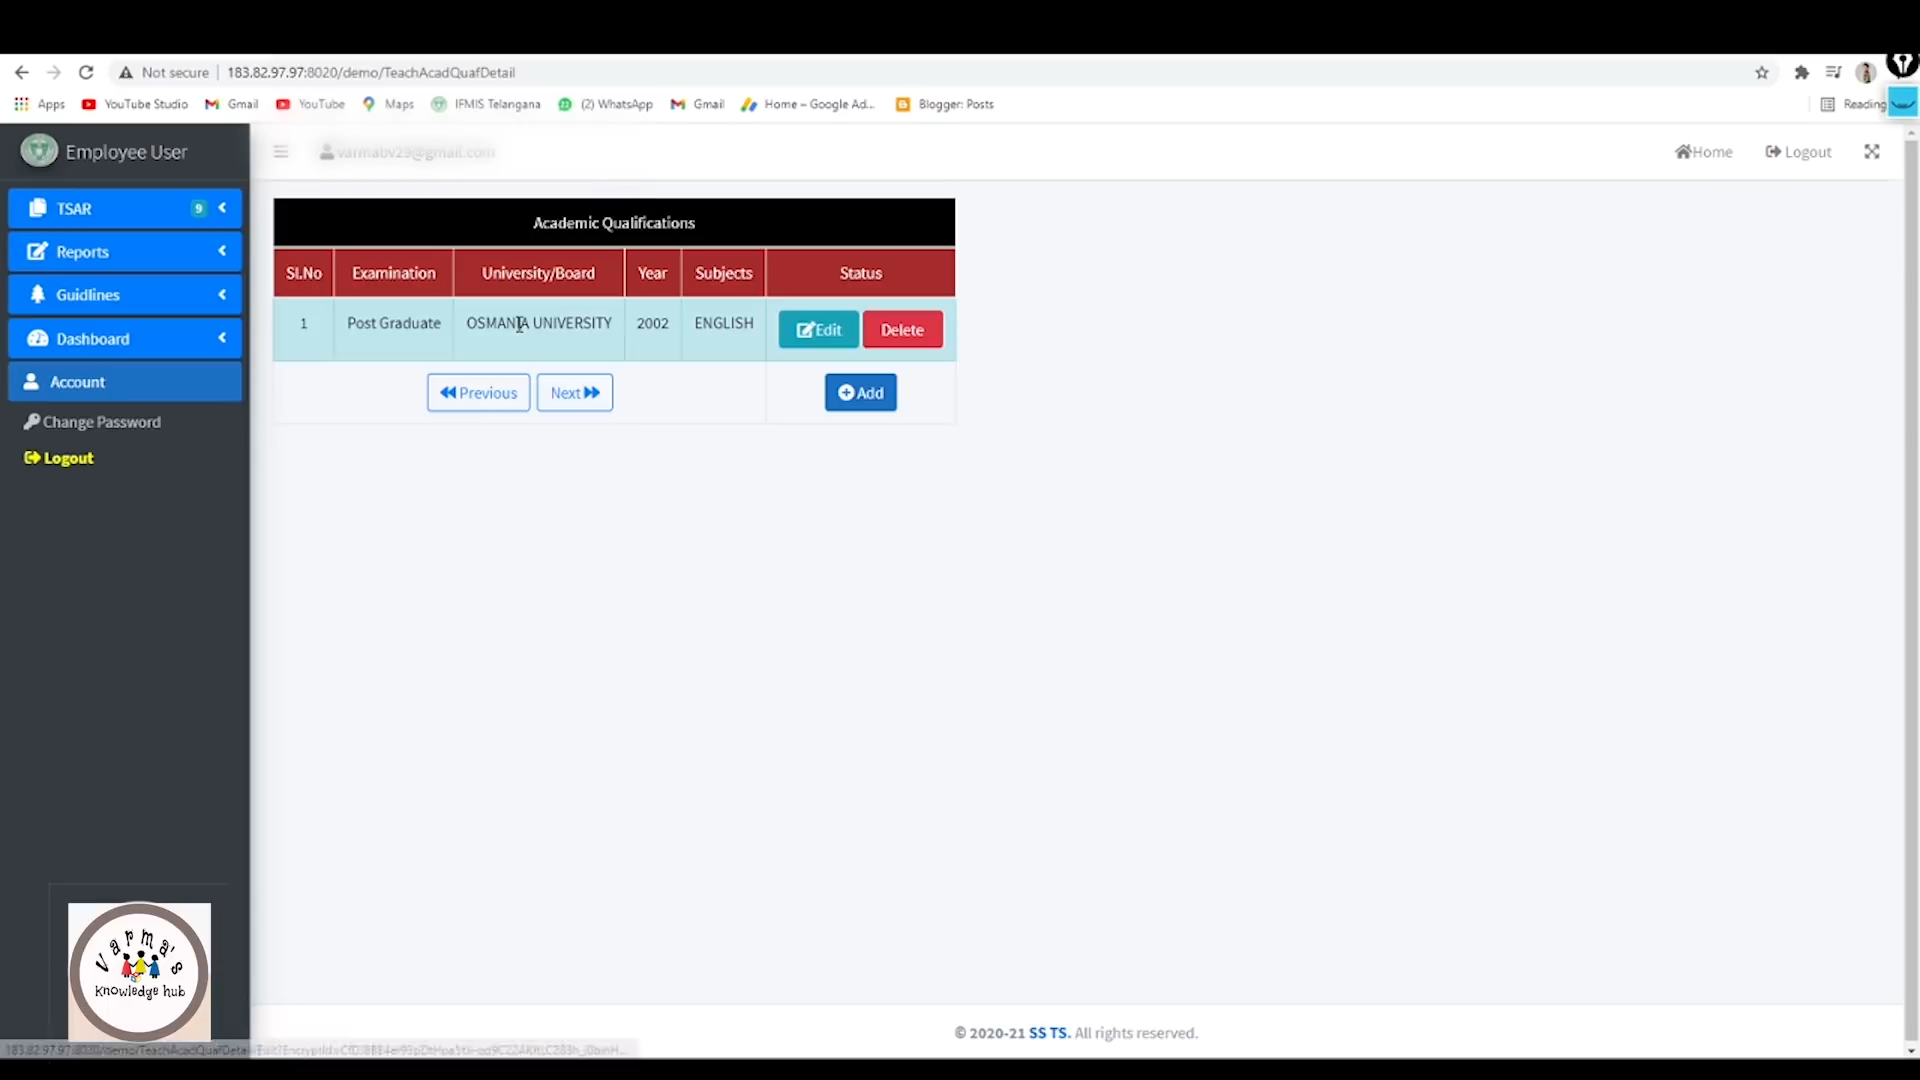 Not secure 183.82.97.97:8020/demo/TeachAcadQuafDetail
Apps YouTube Studio Gmail YouTube Maps IFMIS Telangana (2) WhatsApp Gmail Home – Google Ad... Blogger: Posts Reading
Employee User
varmabv29@gmail.com
Home Logout
TSAR 9
Reports
Guidlines
Dashboard
Account
Change Password
Logout
Academic Qualifications
Sl.No Examination University/Board Year Subjects Status
1 Post Graduate OSMANIA UNIVERSITY 2002 ENGLISH Edit Delete
Previous Next Add
Varma's
Knowledge hub
© 2020-21 SS TS. All rights reserved.